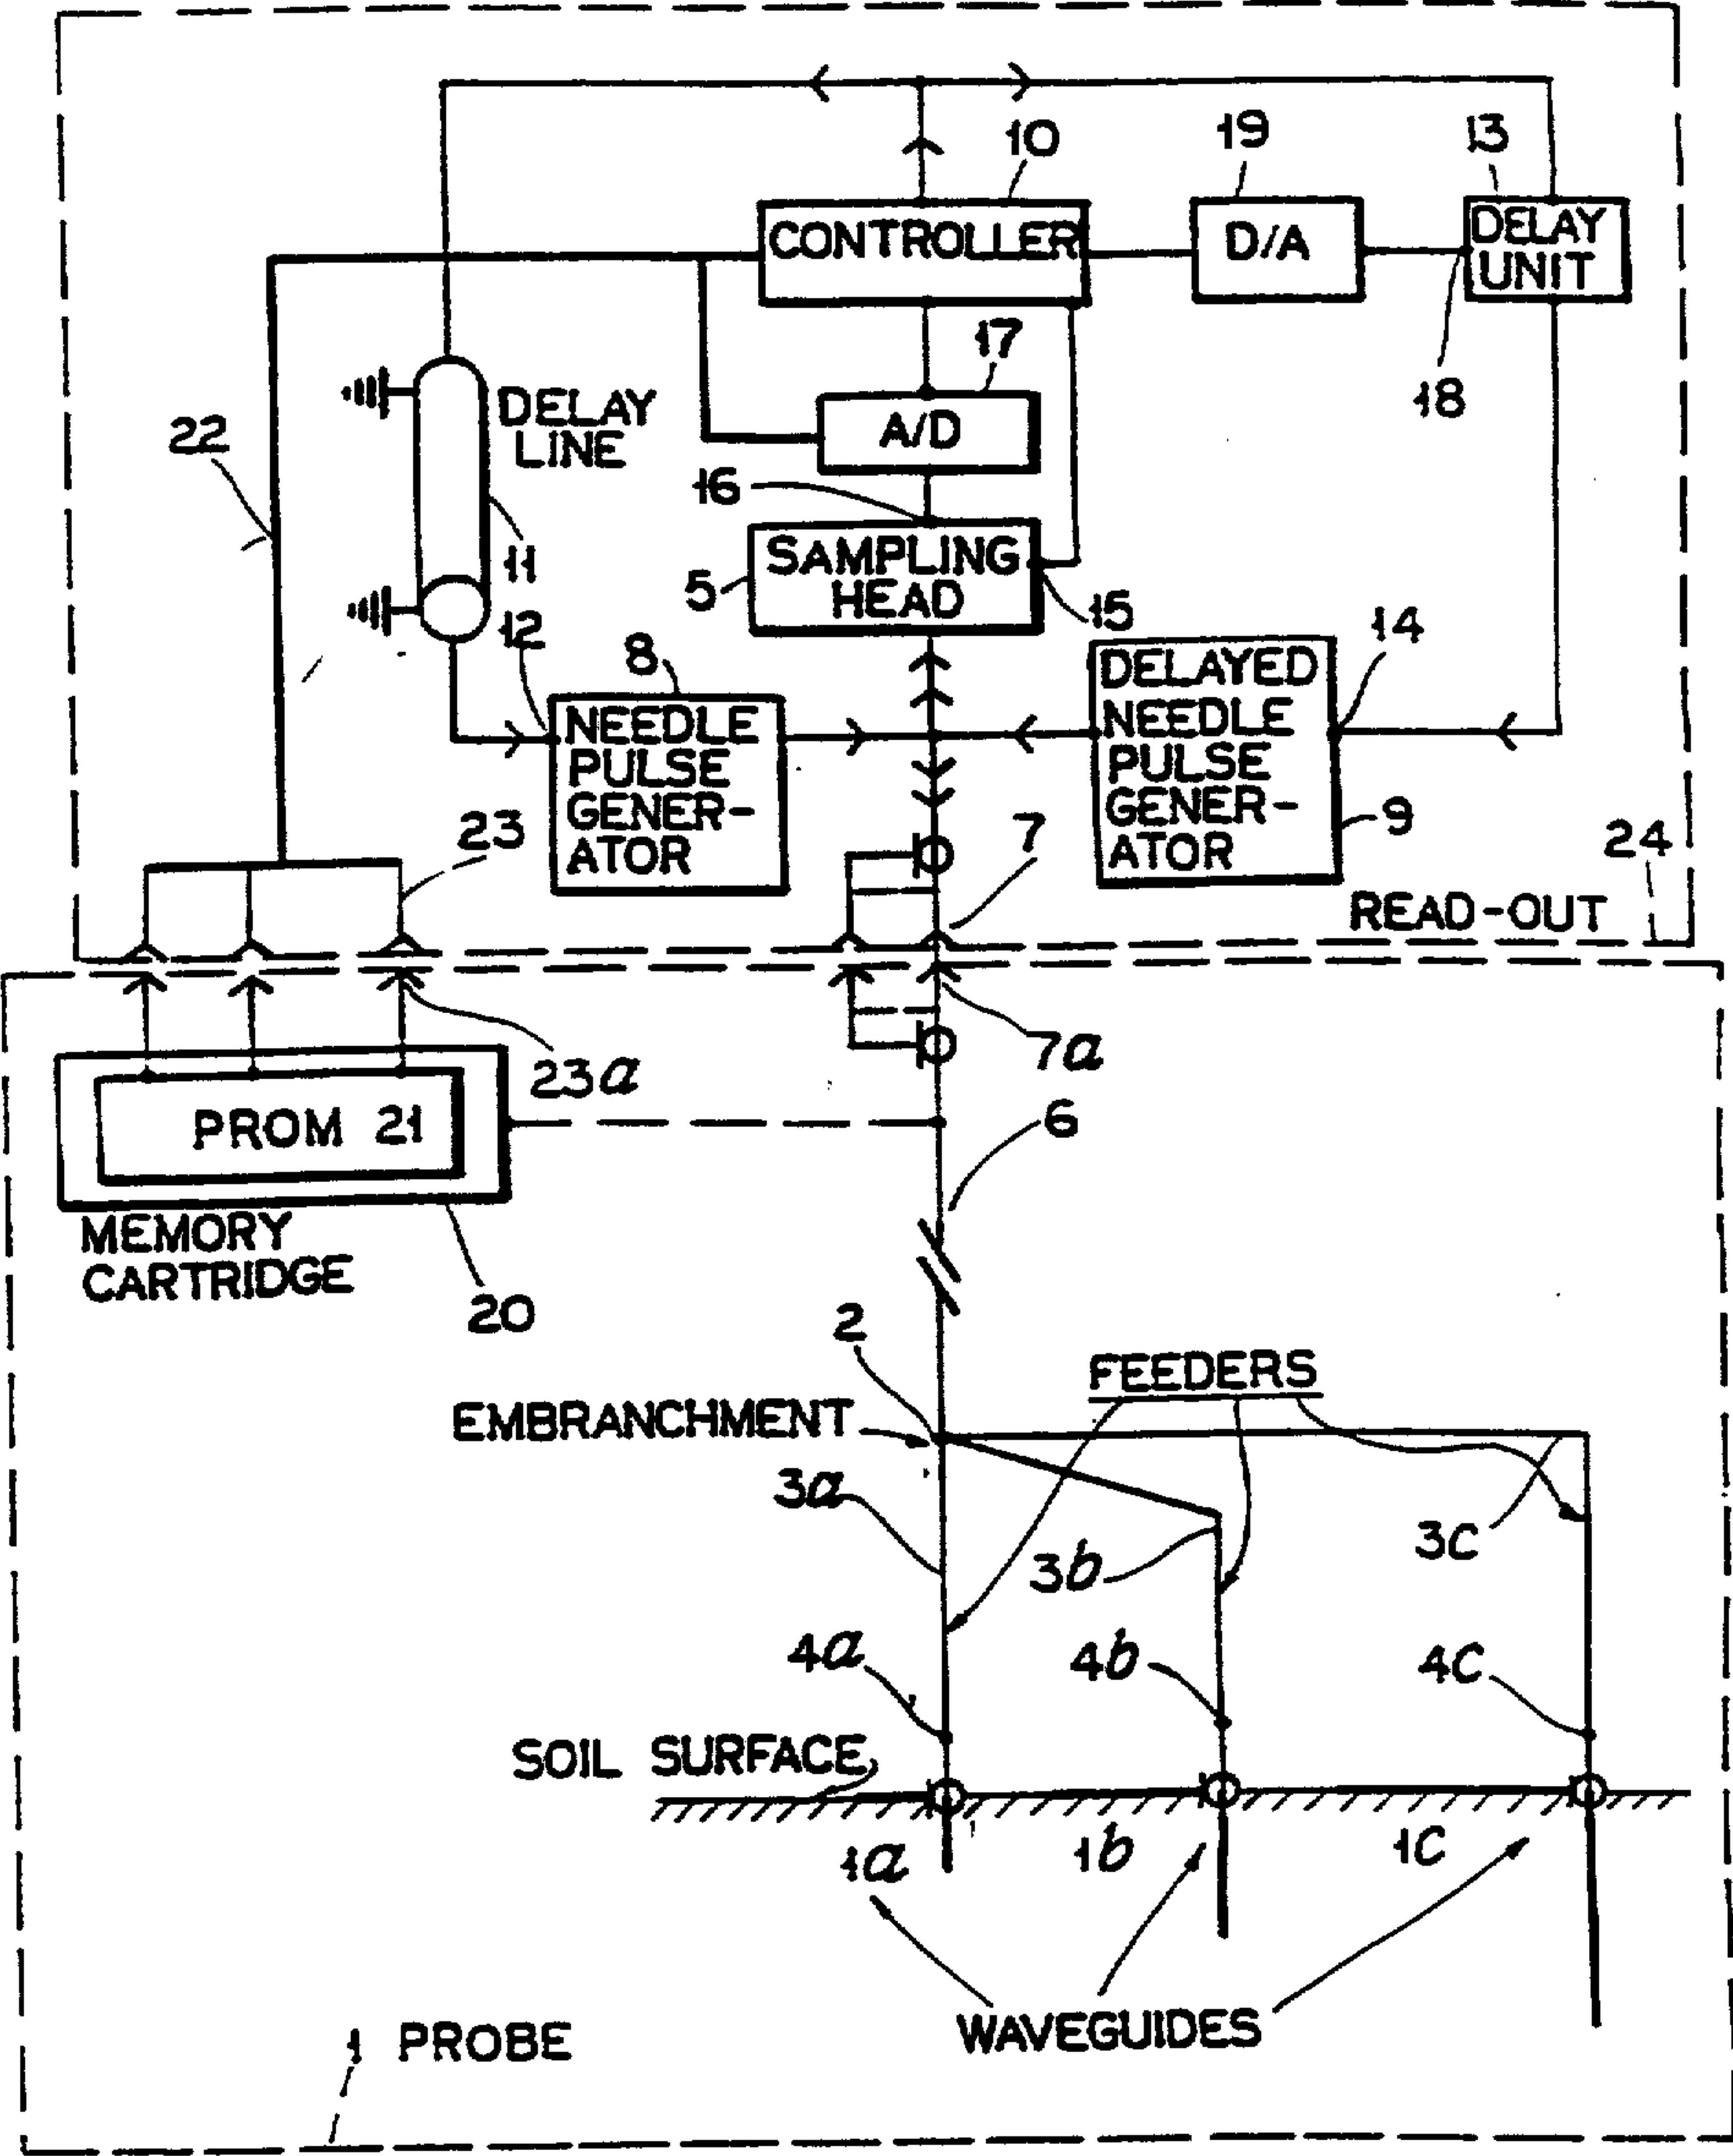 10
19
13
CONTROLLER
D/A
DELAY
UNIT
17
18
22
DELAY
LINE
A/D
16
11
5
SAMPLING
HEAD
15
12
8
14
NEEDLE
PULSE
GENER-
ATOR
DELAYED
NEEDLE
PULSE
GENER-
ATOR
9
23
7
24
READ-OUT
23a
7a
PROM 21
6
MEMORY
CARTRIDGE
20
2
FEEDERS
EMBRANCHMENT
3a
3b
3c
4a
4b
4c
SOIL SURFACE
1a
1b
1c
WAVEGUIDES
1 PROBE